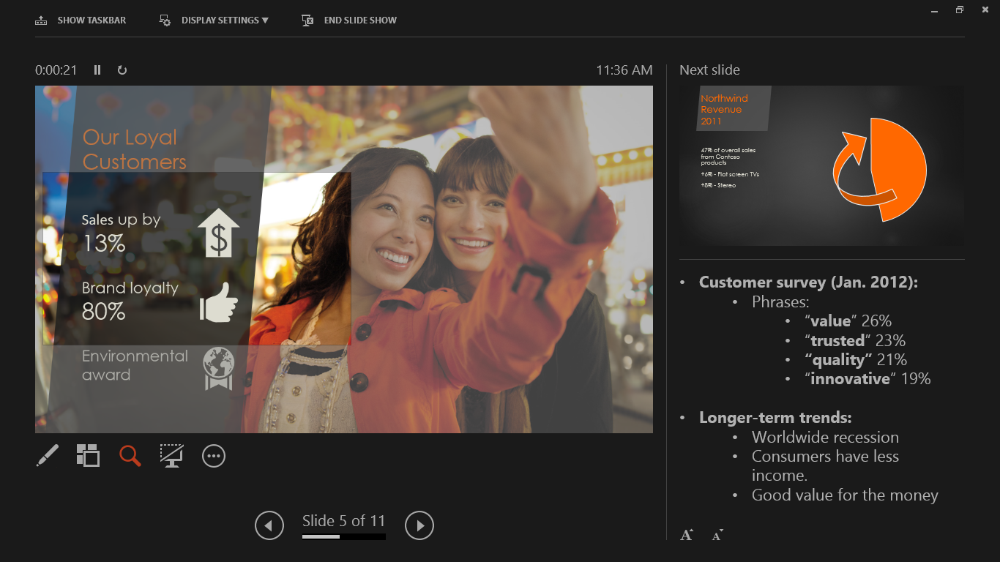 SHOW TASKBAR
DISPLAY SETTINGS ▼
END SLIDE SHOW
0:00:21
11:36 AM
Our Loyal
Customers
Sales up by
13%
$
Brand loyalty
80%
Environmental
award
Slide 5 of 11
Next slide
Northwind
Revenue
2011
47% of overall sales
from Contoso
products
+6% - Flat screen TVs
+8% - Stereo
• Customer survey (Jan. 2012):
• Phrases:
• “value” 26%
• “trusted” 23%
• “quality” 21%
• “innovative” 19%
• Longer-term trends:
• Worldwide recession
• Consumers have less
income.
• Good value for the money
A A